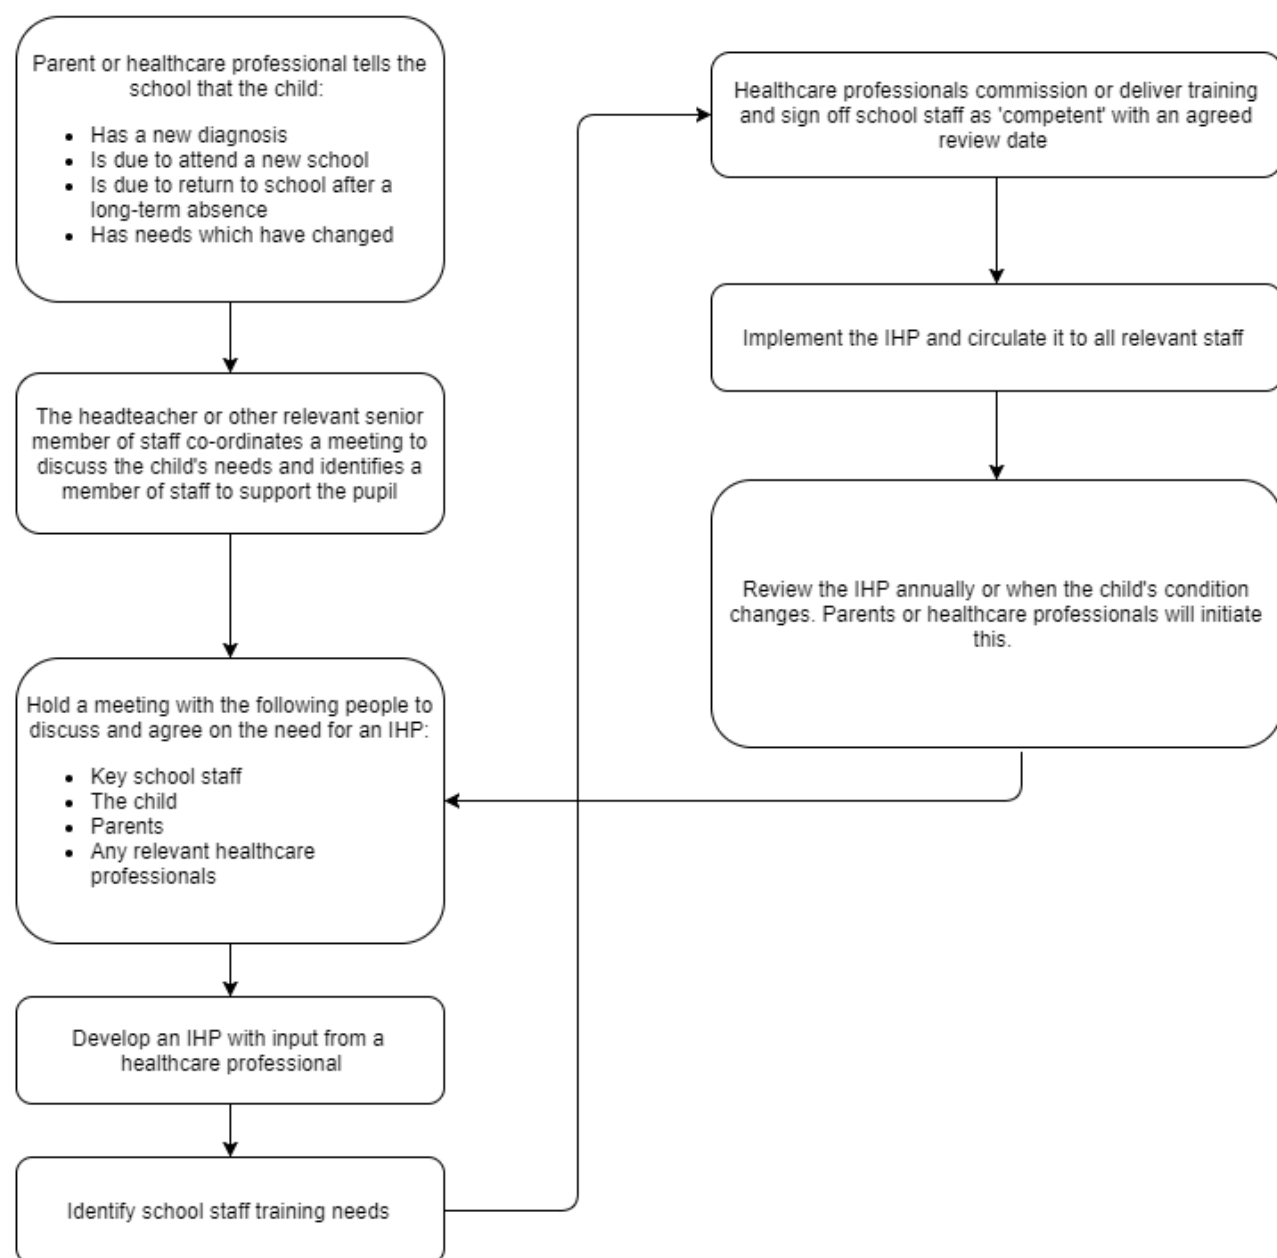 Parent or healthcare professional tells the
school that the child:
• Has a new diagnosis
• Is due to attend a new school
• Is due to return to school after a
long-term absence
• Has needs which have changed
The headteacher or other relevant senior
member of staff co-ordinates a meeting to
discuss the child's needs and identifies a
member of staff to support the pupil
Hold a meeting with the following people to
discuss and agree on the need for an IHP:
• Key school staff
• The child
• Parents
• Any relevant healthcare
professionals
Develop an IHP with input from a
healthcare professional
Identify school staff training needs
Healthcare professionals commission or deliver training
and sign off school staff as 'competent' with an agreed
review date
Implement the IHP and circulate it to all relevant staff
Review the IHP annually or when the child's condition
changes. Parents or healthcare professionals will initiate
this.